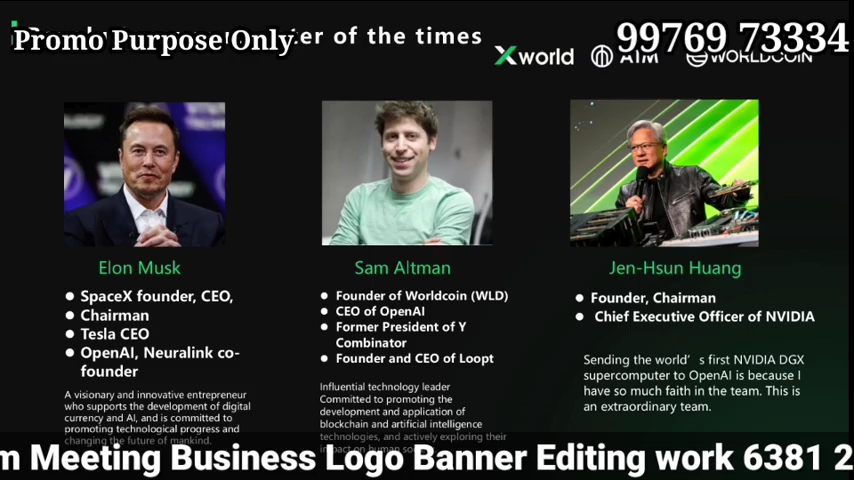 Promo Purpose Only
er of the times
99769 73334
Xworld
ATM
WORLDCOIN
Elon Musk
● SpaceX founder, CEO,
● Chairman
● Tesla CEO
● OpenAI, Neuralink co-
founder
A visionary and innovative entrepreneur
who supports the development of digital
currency and AI, and is committed to
promoting technological progress and
changing the future of mankind.
Sam Altman
● Founder of Worldcoin (WLD)
● CEO of OpenAI
● Former President of Y
Combinator
● Founder and CEO of Loopt
Influential technology leader
Committed to promoting the
development and application of
blockchain and artificial intelligence
technologies, and actively exploring their
impact on human
Jen-Hsun Huang
● Founder, Chairman
● Chief Executive Officer of NVIDIA
Sending the world's first NVIDIA DGX
supercomputer to OpenAI is because I
have so much faith in the team. This is
an extraordinary team.
m Meeting Business Logo Banner Editing work 6381 2